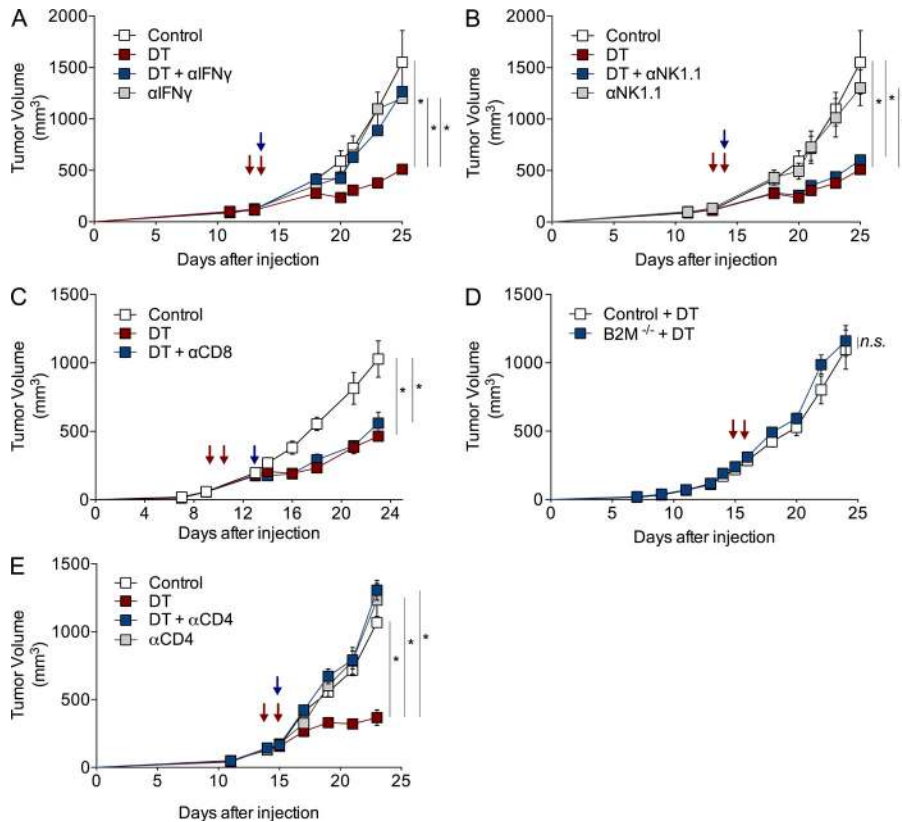 A
Control
DT
DT + αIFNγ
αIFNγ
Tumor Volume
(mm³)
2000
1500
1000
500
0
0 5 10 15 20 25
Days after injection
*
* *
B
Control
DT
DT + αNK1.1
αNK1.1
Tumor Volume
(mm³)
2000
1500
1000
500
0
0 5 10 15 20 25
Days after injection
* *
*
C
Control
DT
DT + αCD8
Tumor Volume
(mm³)
1500
1000
500
0
0 4 8 12 16 20 24
Days after injection
* *
D
Control + DT
B2M -/- + DT
Tumor Volume
(mm³)
1500
1000
500
0
0 5 10 15 20 25
Days after injection
n.s.
E
Control
DT
DT + αCD4
αCD4
Tumor Volume
(mm³)
1500
1000
500
0
0 5 10 15 20 25
Days after injection
* * *